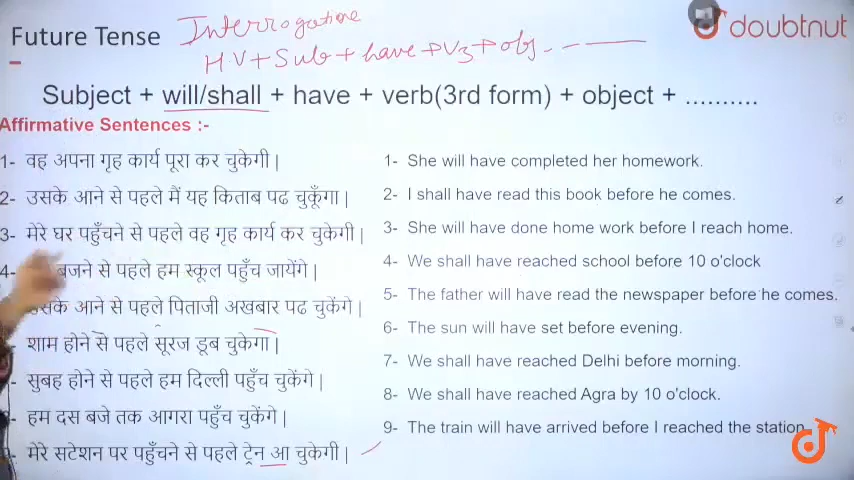 Future Tense
Interrogative
H.V + Sub + have + V3 + obj. - ———
doubtnut
Subject + will/shall + have + verb(3rd form) + object + ..........
Affirmative Sentences :-
1- वह अपना गृह कार्य पूरा कर चुकेगी |
1- She will have completed her homework.
2- उसके आने से पहले मैं यह किताब पढ चुकूँगा |
2- I shall have read this book before he comes.
3- मेरे घर पहुँचने से पहले वह गृह कार्य कर चुकेगी |
3- She will have done home work before I reach home.
4- बजने से पहले हम स्कूल पहुँच जायेंगे |
4- We shall have reached school before 10 o'clock
उसके आने से पहले पिताजी अखबार पढ चुकेंगे |
5- The father will have read the newspaper before he comes.
शाम होने से पहले सूरज डूब चुकेगा |
6- The sun will have set before evening.
सुबह होने से पहले हम दिल्ली पहुँच चुकेंगे |
7- We shall have reached Delhi before morning.
हम दस बजे तक आगरा पहुँच चुकेंगे |
8- We shall have reached Agra by 10 o'clock.
मेरे सटेशन पर पहुँचने से पहले ट्रेन आ चुकेगी |
9- The train will have arrived before I reached the station